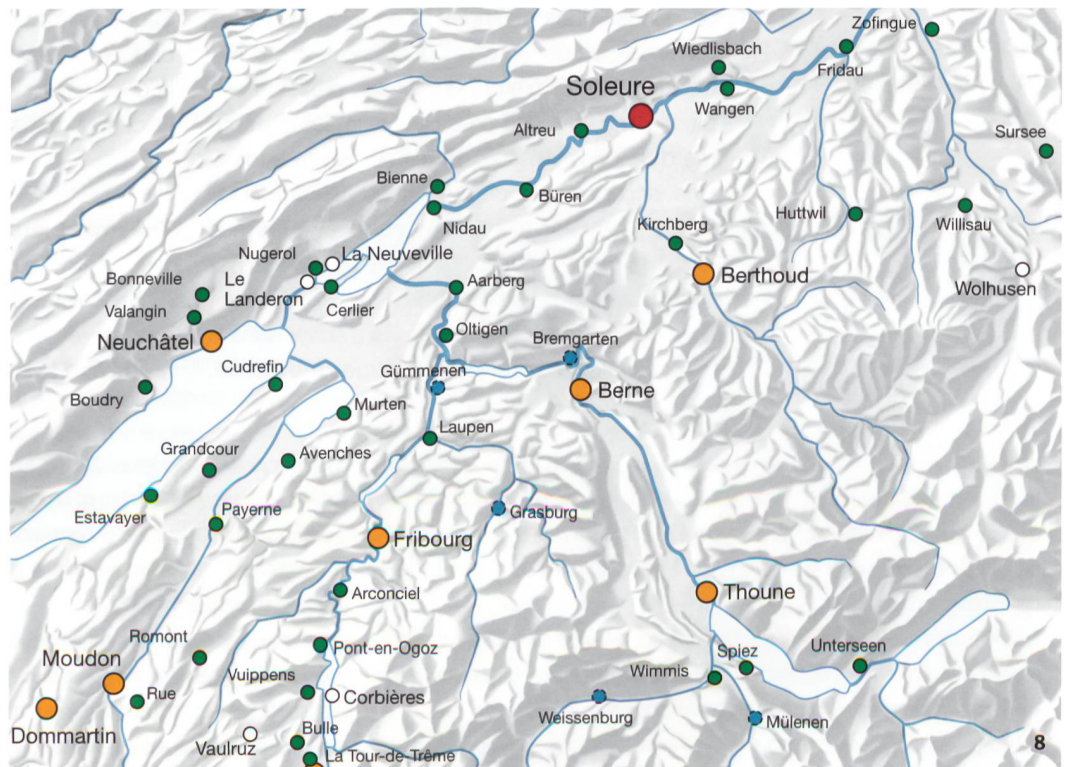 Zofingue
Wiedlisbach
Fridau
Soleure
Wangen
Altreu
Sursee
Bienne
Büren
Nidau
Huttwil
Willisau
Kirchberg
Nugerol
La Neuveville
Bonneville
Le
Landeron
Aarberg
Berthoud
Wolhusen
Valangin
Cerlier
Oltigen
Neuchâtel
Bremgarten
Cudrefin
Gümmenen
Berne
Boudry
Murten
Laupen
Grandcour
Avenches
Estavayer
Payerne
Grasburg
Fribourg
Arconciel
Thoune
Romont
Pont-en-Ogoz
Spiez
Unterseen
Moudon
Vuippens
Wimmis
Rue
Corbières
Dommartin
Weissenburg
Mülenen
Bulle
Vaulruz
La Tour-de-Trême
8